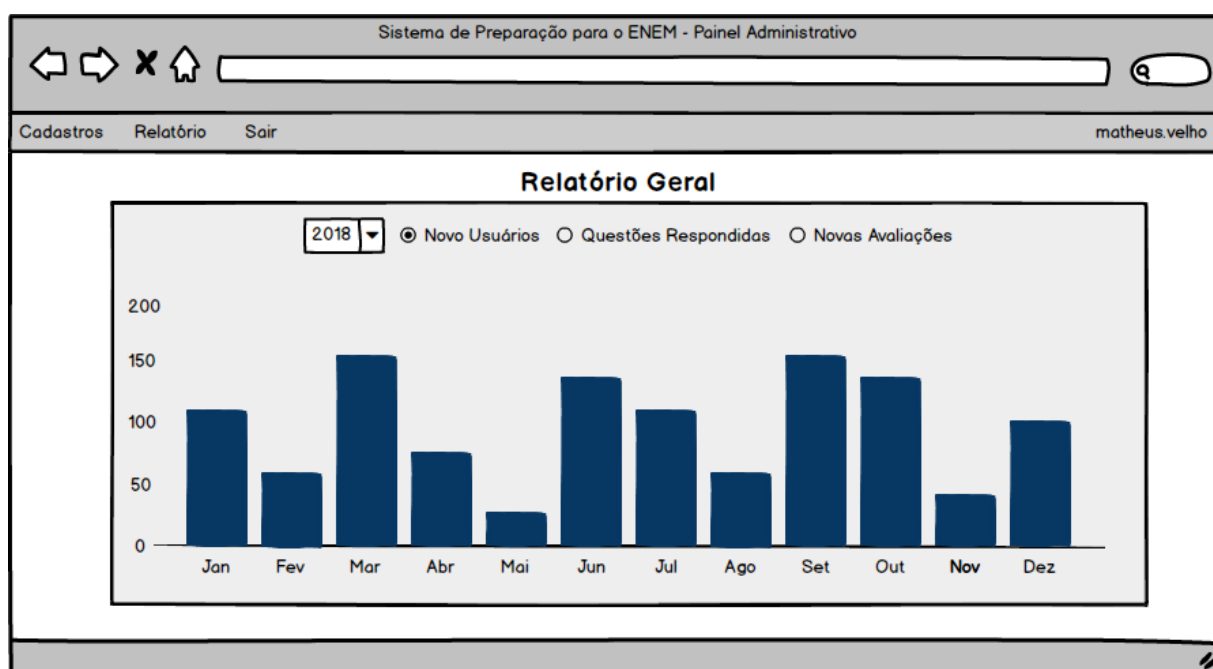 Sistema de Preparação para o ENEM - Painel Administrativo
Cadastros Relatório Sair matheus.velho
Relatório Geral
2018 Novo Usuários Questões Respondidas Novas Avaliações
200
150
100
50
0
Jan Fev Mar Abr Mai Jun Jul Ago Set Out Nov Dez